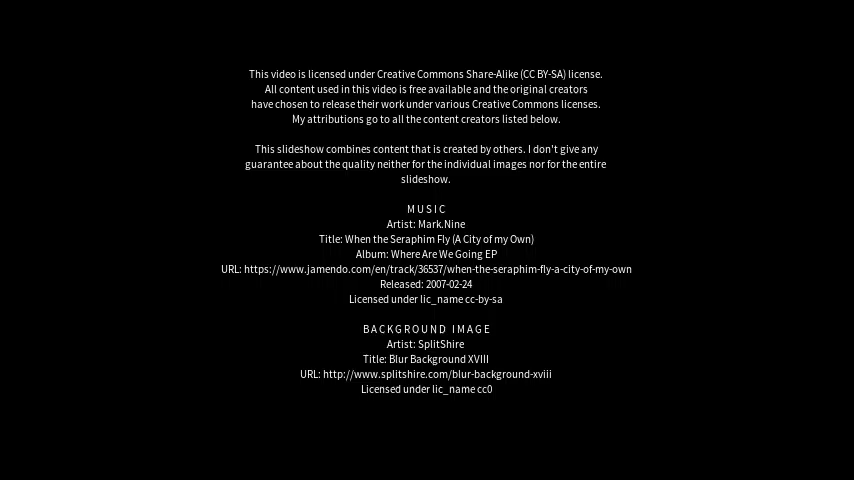 This video is licensed under Creative Commons Share-Alike (CC BY-SA) license.
All content used in this video is free available and the original creators
have chosen to release their work under various Creative Commons licenses.
My attributions go to all the content creators listed below.
This slideshow combines content that is created by others. I don't give any
guarantee about the quality neither for the individual images nor for the entire
slideshow.
MUSIC
Artist: Mark.Nine
Title: When the Seraphim Fly (A City of my Own)
Album: Where Are We Going EP
URL: https://www.jamendo.com/en/track/36537/when-the-seraphim-fly-a-city-of-my-own
Released: 2007-02-24
Licensed under lic_name cc-by-sa
BACKGROUND IMAGE
Artist: SplitShire
Title: Blur Background XVIII
URL: http://www.splitshire.com/blur-background-xviii
Licensed under lic_name cc0